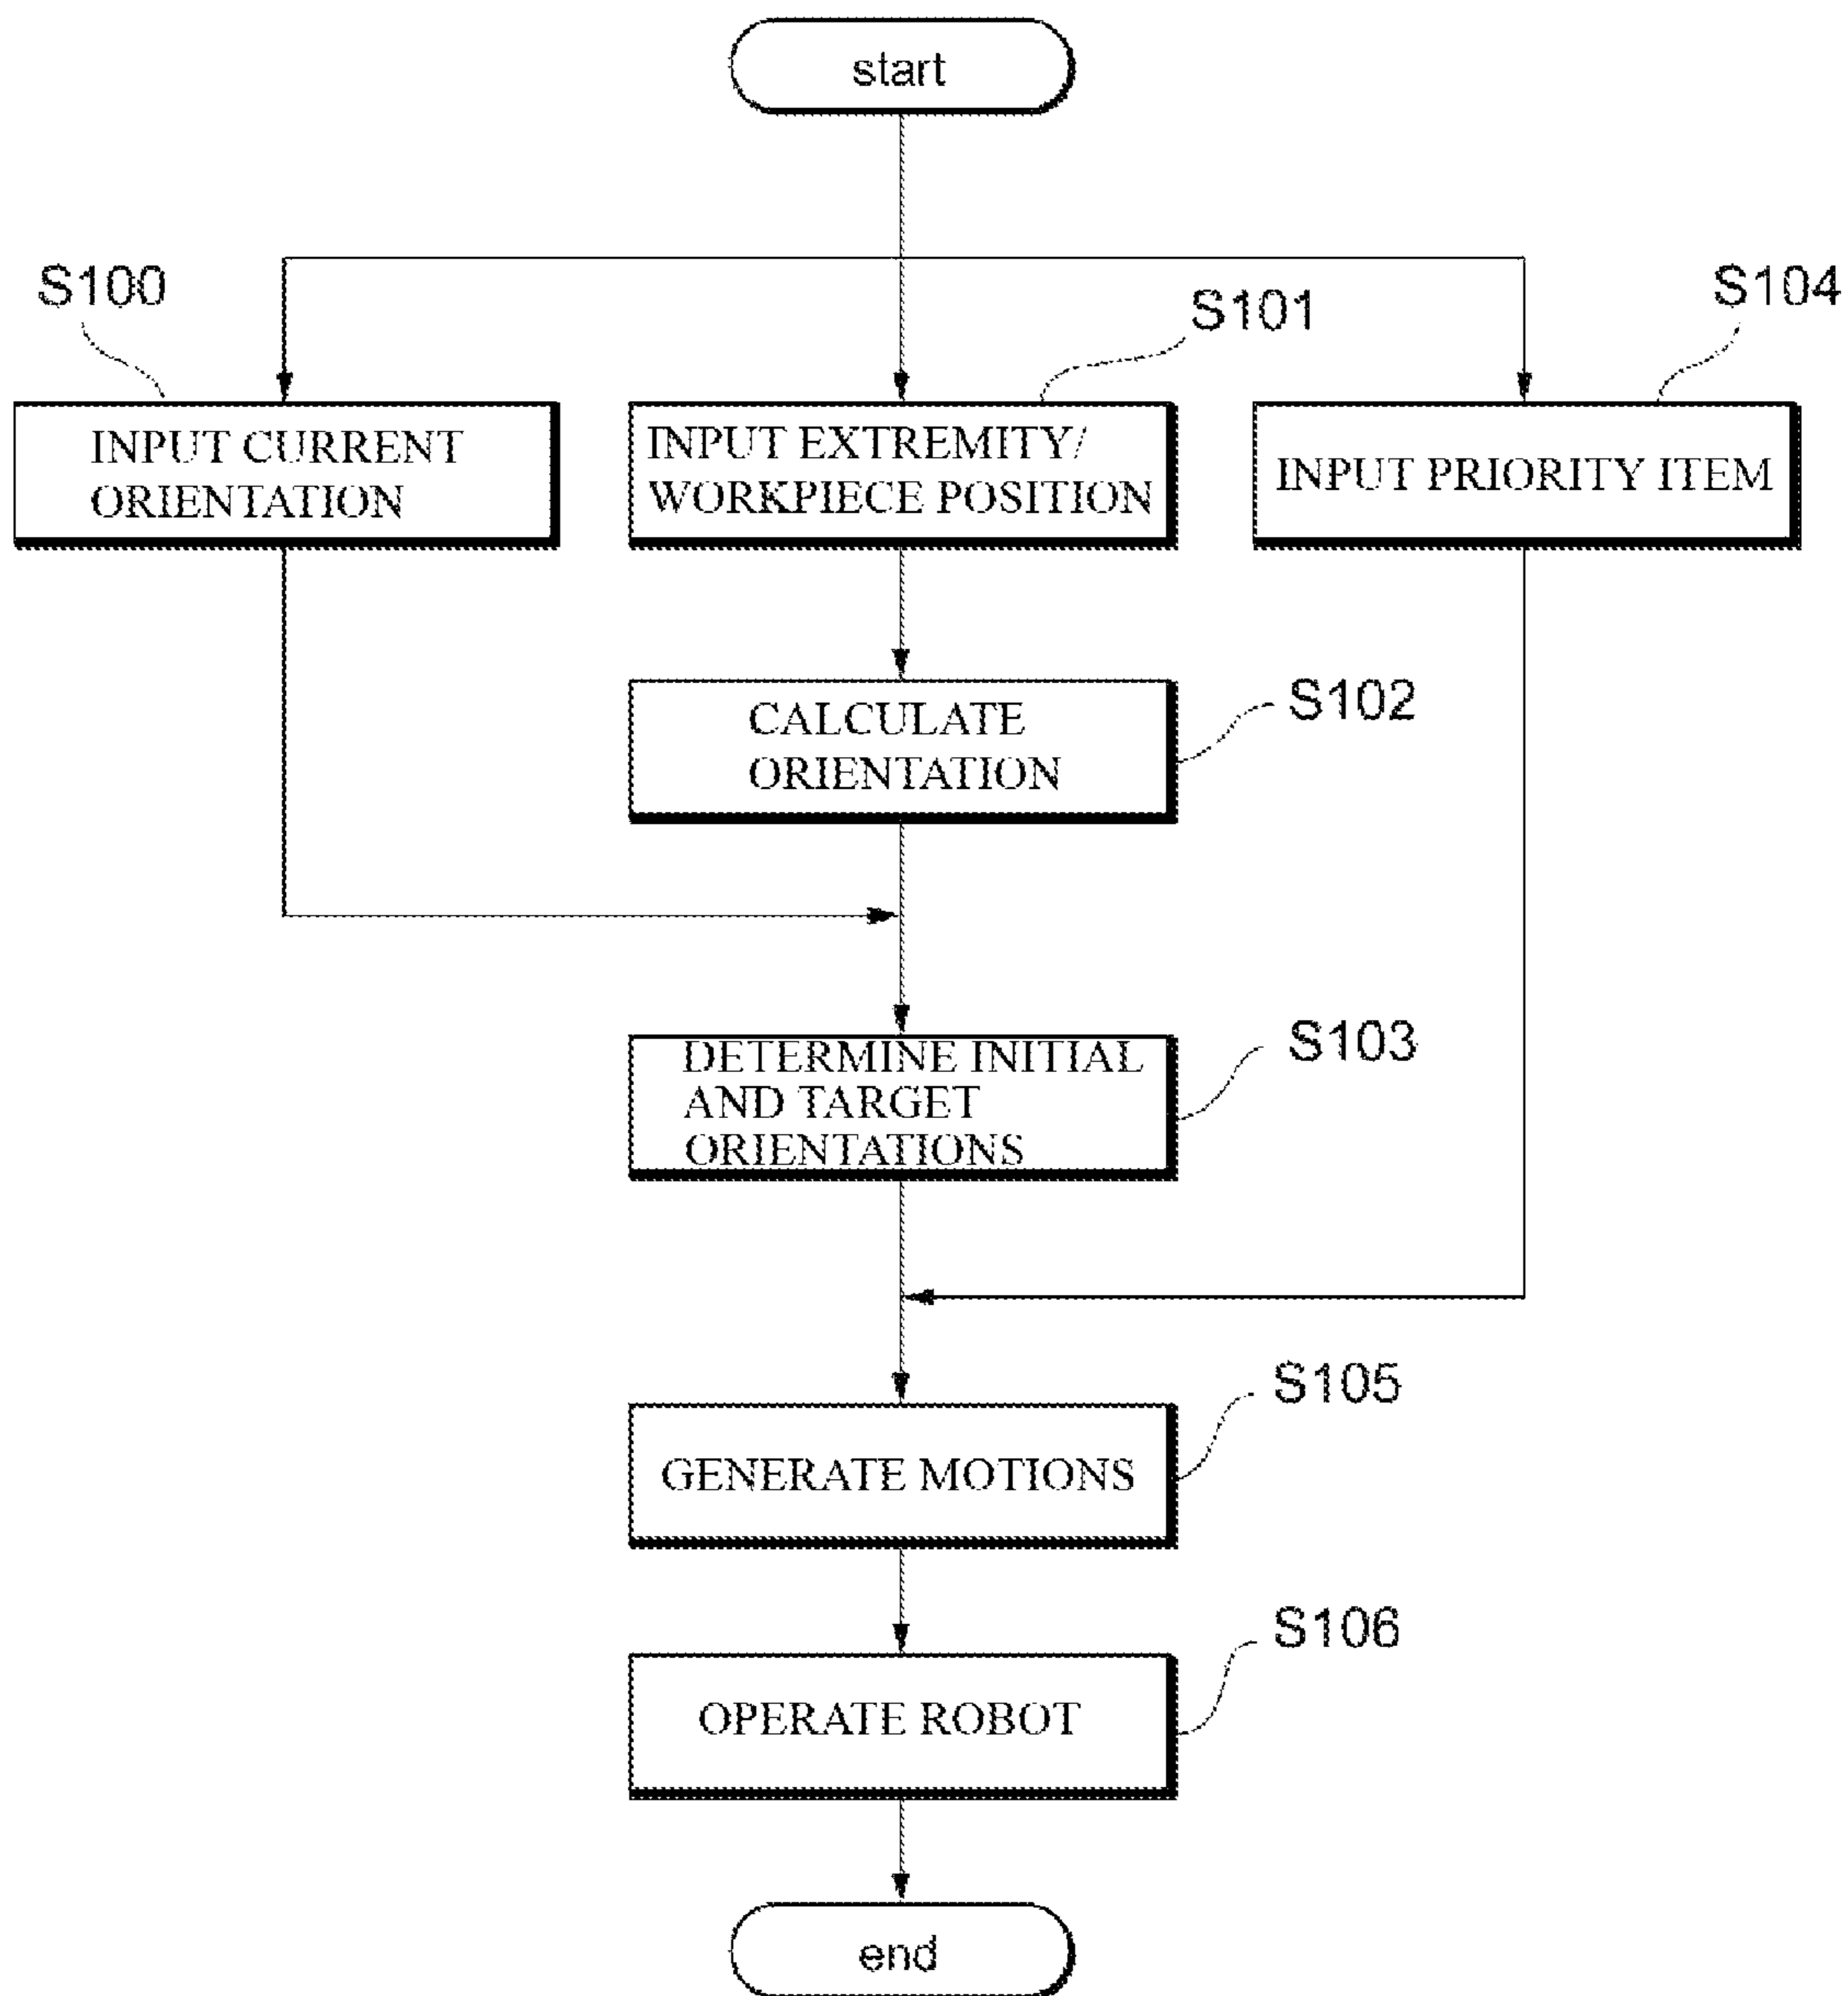 start
S100
S101
S104
INPUT CURRENT
ORIENTATION
INPUT EXTREMITY/
WORKPIECE POSITION
INPUT PRIORITY ITEM
CALCULATE
ORIENTATION
S102
DETERMINE INITIAL
AND TARGET
ORIENTATIONS
S103
GENERATE MOTIONS
S105
OPERATE ROBOT
S106
end